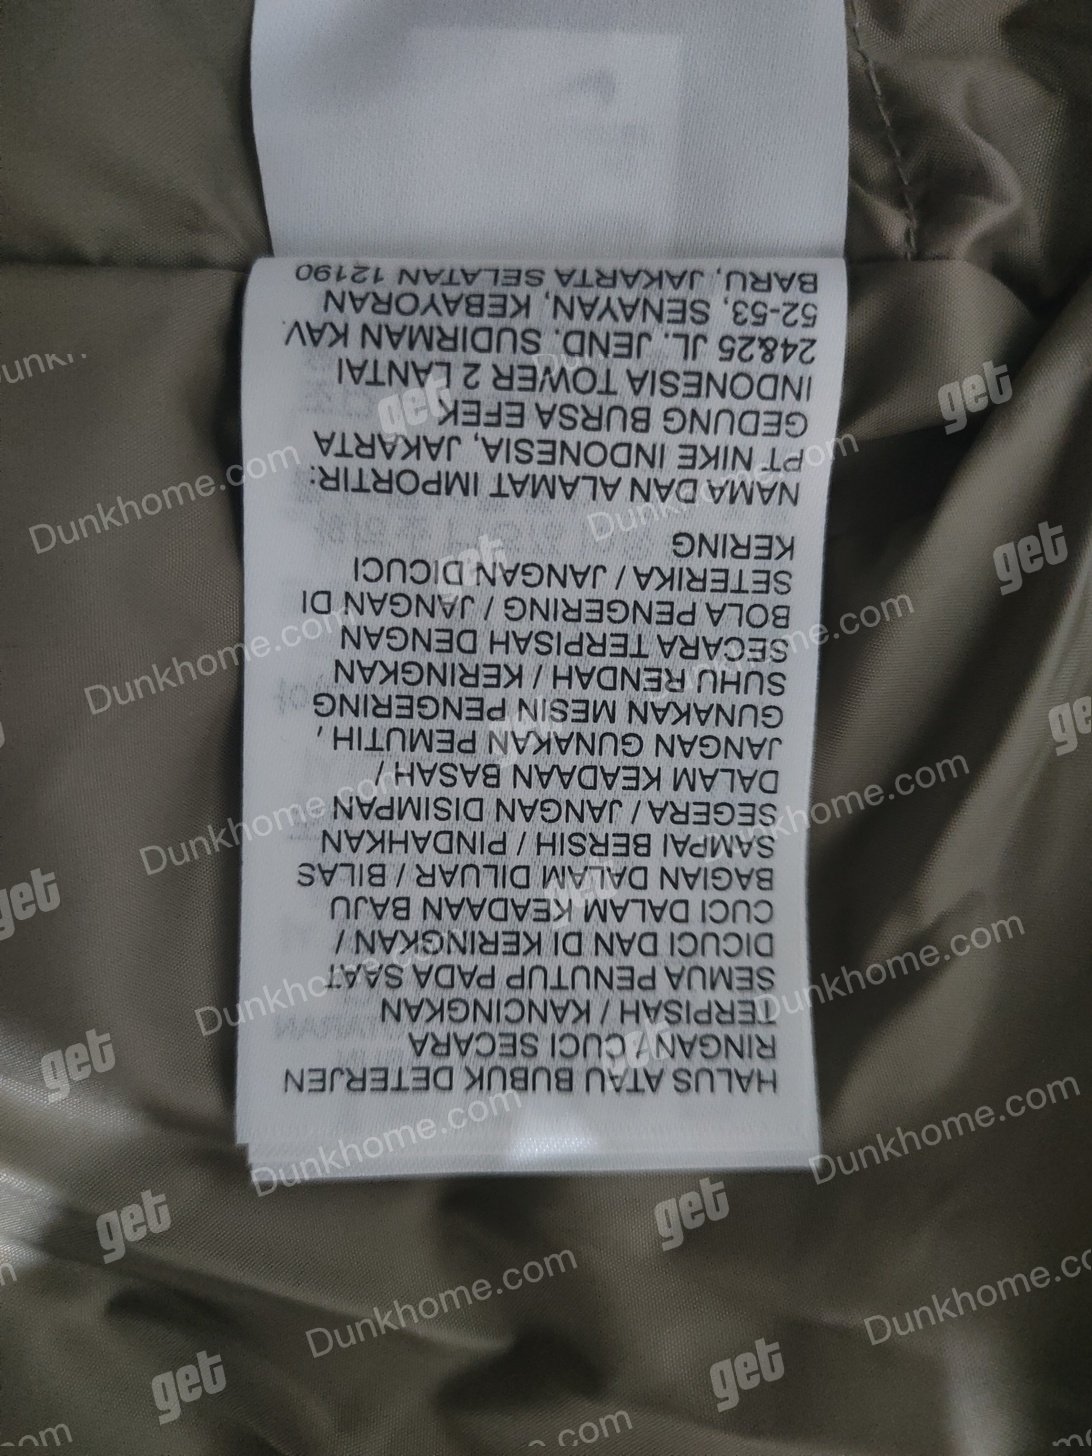 HALUS ATAU BUBUK DETERJEN
RINGAN / CUCI SECARA
TERPISAH / KANCINGKAN
SEMUA PENUTUP PADA SAAT
DICUCI DAN DI KERINGKAN /
CUCI DALAM KEADAAN BAJU
BAGIAN DALAM DILUAR / BILAS
SAMPAI BERSIH / PINDAHKAN
SEGERA / JANGAN DISIMPAN
DALAM KEADAAN BASAH /
JANGAN GUNAKAN PEMUTIH ,
GUNAKAN MESIN PENGERING
SUHU RENDAH / KERINGKAN
SECARA TERPISAH DENGAN
BOLA PENGERING / JANGAN DI
SETERIKA / JANGAN DICUCI
KERING
NAMA DAN ALAMAT IMPORTIR:
PT NIKE INDONESIA, JAKARTA
GEDUNG BURSA EFEK
INDONESIA TOWER 2 LANTAI
24&25 JL. JEND. SUDIRMAN KAV.
52-53, SENAYAN, KEBAYORAN
BARU, JAKARTA SELATAN 12190
get
Dunkhome.com